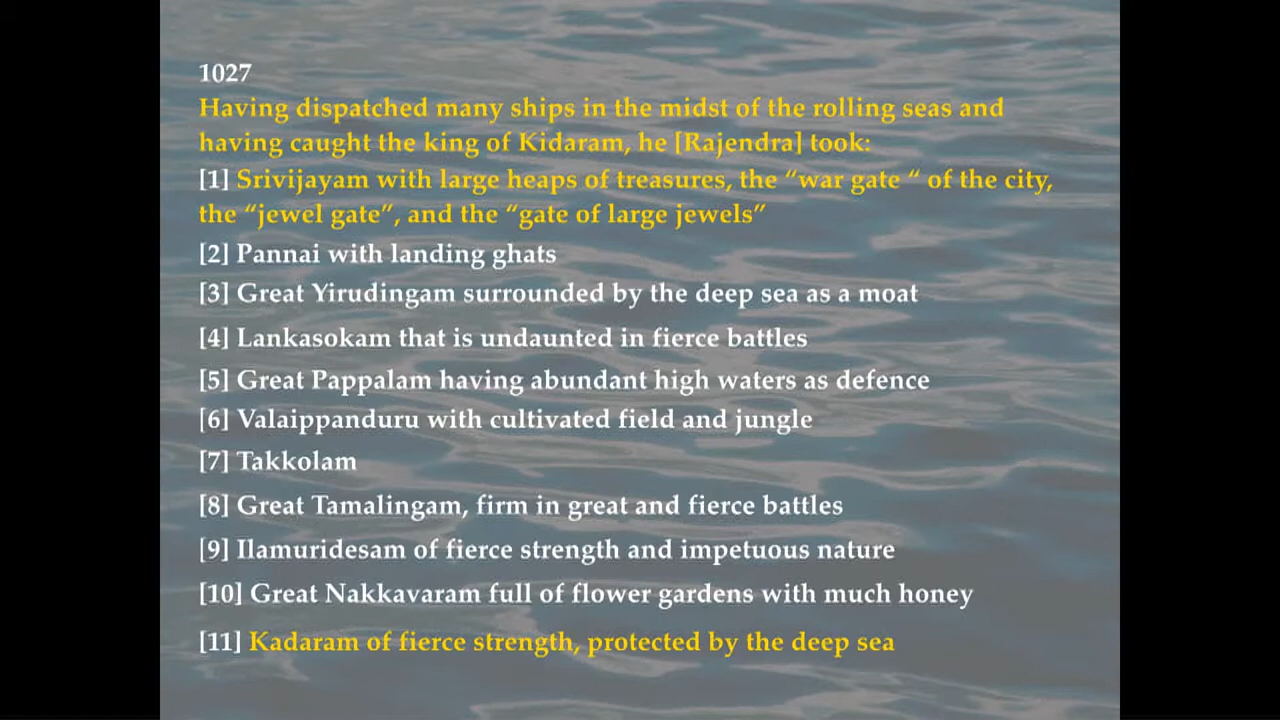 1027
Having dispatched many ships in the midst of the rolling seas and
having caught the king of Kidaram, he [Rajendra] took:
[1] Srivijayam with large heaps of treasures, the “war gate “ of the city,
the “jewel gate”, and the “gate of large jewels”
[2] Pannai with landing ghats
[3] Great Yirudingam surrounded by the deep sea as a moat
[4] Lankasokam that is undaunted in fierce battles
[5] Great Pappalam having abundant high waters as defence
[6] Valaippanduru with cultivated field and jungle
[7] Takkolam
[8] Great Tamalingam, firm in great and fierce battles
[9] Ilamuridesam of fierce strength and impetuous nature
[10] Great Nakkavaram full of flower gardens with much honey
[11] Kadaram of fierce strength, protected by the deep sea